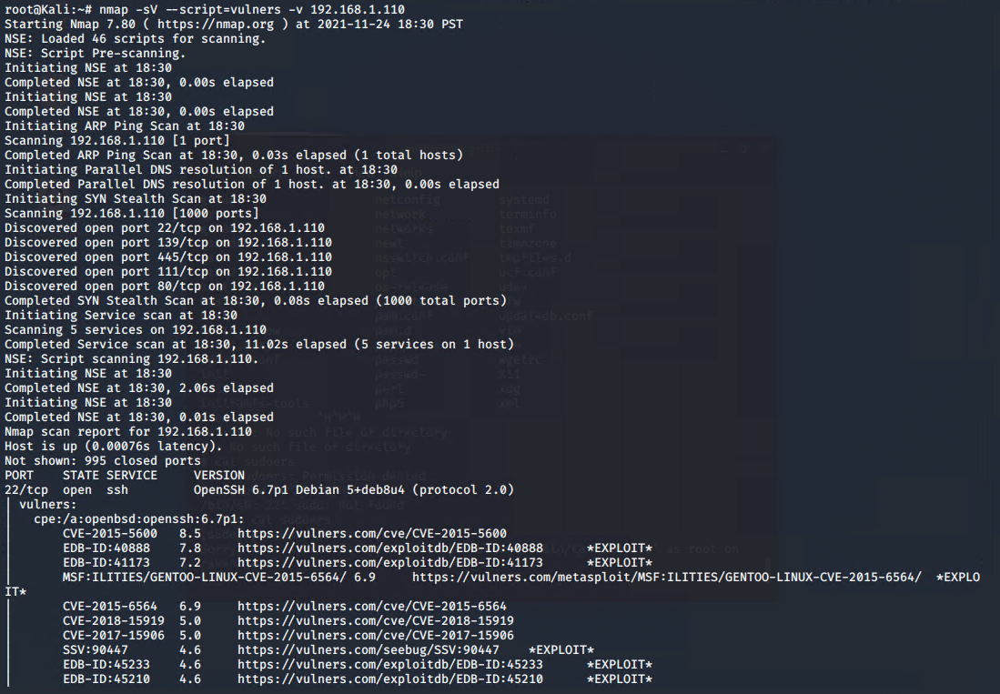 root@Kali:~# nmap -sV --script=vulners -v 192.168.1.110
Starting Nmap 7.80 ( https://nmap.org ) at 2021-11-24 18:30 PST
NSE: Loaded 46 scripts for scanning.
NSE: Script Pre-scanning.
Initiating NSE at 18:30
Completed NSE at 18:30, 0.00s elapsed
Initiating NSE at 18:30
Completed NSE at 18:30, 0.00s elapsed
Initiating ARP Ping Scan at 18:30
Scanning 192.168.1.110 [1 port]
Completed ARP Ping Scan at 18:30, 0.03s elapsed (1 total hosts)
Initiating Parallel DNS resolution of 1 host. at 18:30
Completed Parallel DNS resolution of 1 host. at 18:30, 0.00s elapsed
Initiating SYN Stealth Scan at 18:30
Scanning 192.168.1.110 [1000 ports]
Discovered open port 22/tcp on 192.168.1.110
Discovered open port 139/tcp on 192.168.1.110
Discovered open port 445/tcp on 192.168.1.110
Discovered open port 111/tcp on 192.168.1.110
Discovered open port 80/tcp on 192.168.1.110
Completed SYN Stealth Scan at 18:30, 0.08s elapsed (1000 total ports)
Initiating Service scan at 18:30
Scanning 5 services on 192.168.1.110
Completed Service scan at 18:30, 11.02s elapsed (5 services on 1 host)
NSE: Script scanning 192.168.1.110.
Initiating NSE at 18:30
Completed NSE at 18:30, 2.06s elapsed
Initiating NSE at 18:30
Completed NSE at 18:30, 0.01s elapsed
Nmap scan report for 192.168.1.110
Host is up (0.00076s latency).
Not shown: 995 closed ports
PORT    STATE SERVICE     VERSION
22/tcp  open  ssh         OpenSSH 6.7p1 Debian 5+deb8u4 (protocol 2.0)
| vulners:
|   cpe:/a:openbsd:openssh:6.7p1:
|       CVE-2015-5600   8.5     https://vulners.com/cve/CVE-2015-5600
|       EDB-ID:40888    7.8     https://vulners.com/exploitdb/EDB-ID:40888      *EXPLOIT*
|       EDB-ID:41173    7.2     https://vulners.com/exploitdb/EDB-ID:41173      *EXPLOIT*
|       MSF:ILITIES/GENTOO-LINUX-CVE-2015-6564/ 6.9     https://vulners.com/metasploit/MSF:ILITIES/GENTOO-LINUX-CVE-2015-6564/  *EXPLO
IT*
|       CVE-2015-6564   6.9     https://vulners.com/cve/CVE-2015-6564
|       CVE-2018-15919  5.0     https://vulners.com/cve/CVE-2018-15919
|       CVE-2017-15906  5.0     https://vulners.com/cve/CVE-2017-15906
|       SSV:90447       4.6     https://vulners.com/seebug/SSV:90447    *EXPLOIT*
|       EDB-ID:45233    4.6     https://vulners.com/exploitdb/EDB-ID:45233      *EXPLOIT*
|       EDB-ID:45210    4.6     https://vulners.com/exploitdb/EDB-ID:45210      *EXPLOIT*